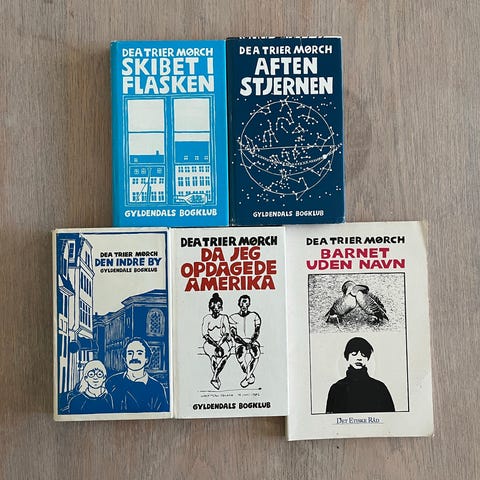 DEA TRIER MØRCH
SKIBET I
FLASKEN
GYLDENDALS BOGKLUB
DEA TRIER MØRCH
AFTEN
STJERNEN
GYLDENDALS BOGKLUB
DEA TRIER MØRCH
DEN INDRE BY
GYLDENDALS BOGKLUB
DEA TRIER MØRCH
DA JEG
OPDAGEDE
AMERIKA
GYLDENDALS BOGKLUB
DEA TRIER MØRCH
BARNET
UDEN NAVN
DET ETISKE RÅD